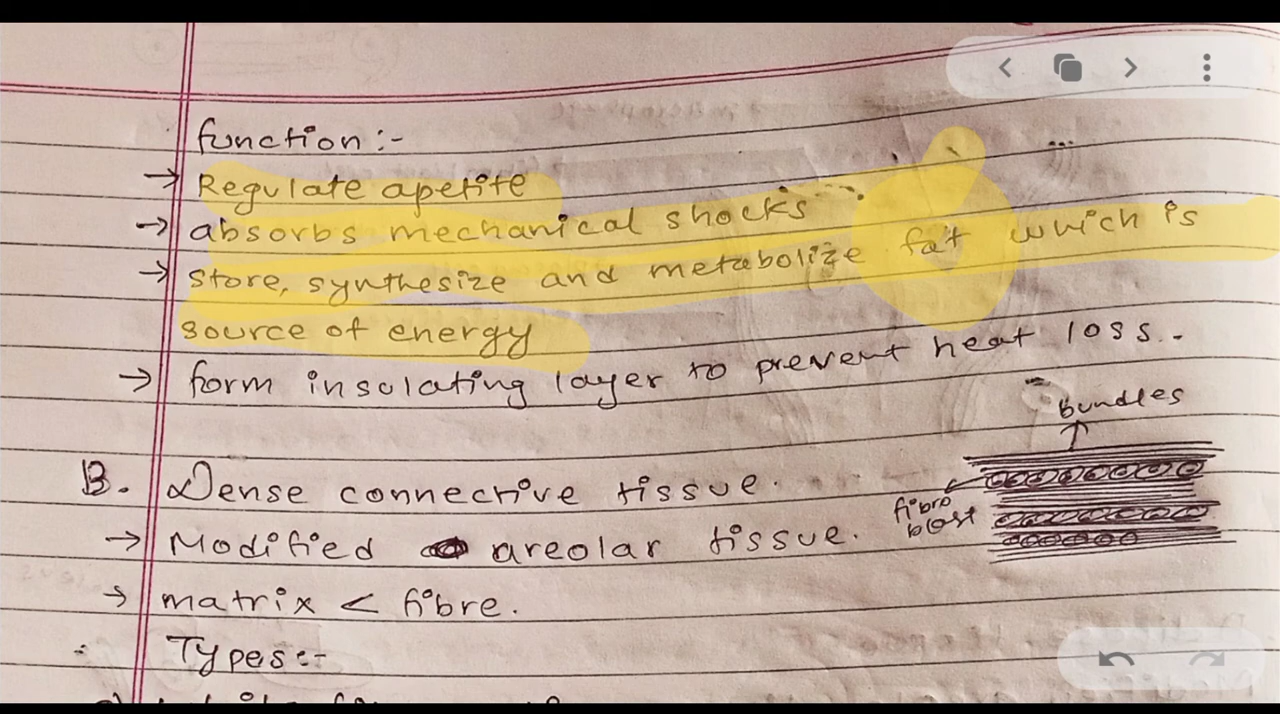 function :-
→ Regulate apetite
→ absorbs mechanical shocks
→ store, synthesize and metabolize fat which is
source of energy
→ form insulating layer to prevent heat loss.
bundles
B. Dense connective tissue.
fibro
blast
→ Modified areolar tissue.
→ matrix < fibre.
Types :-